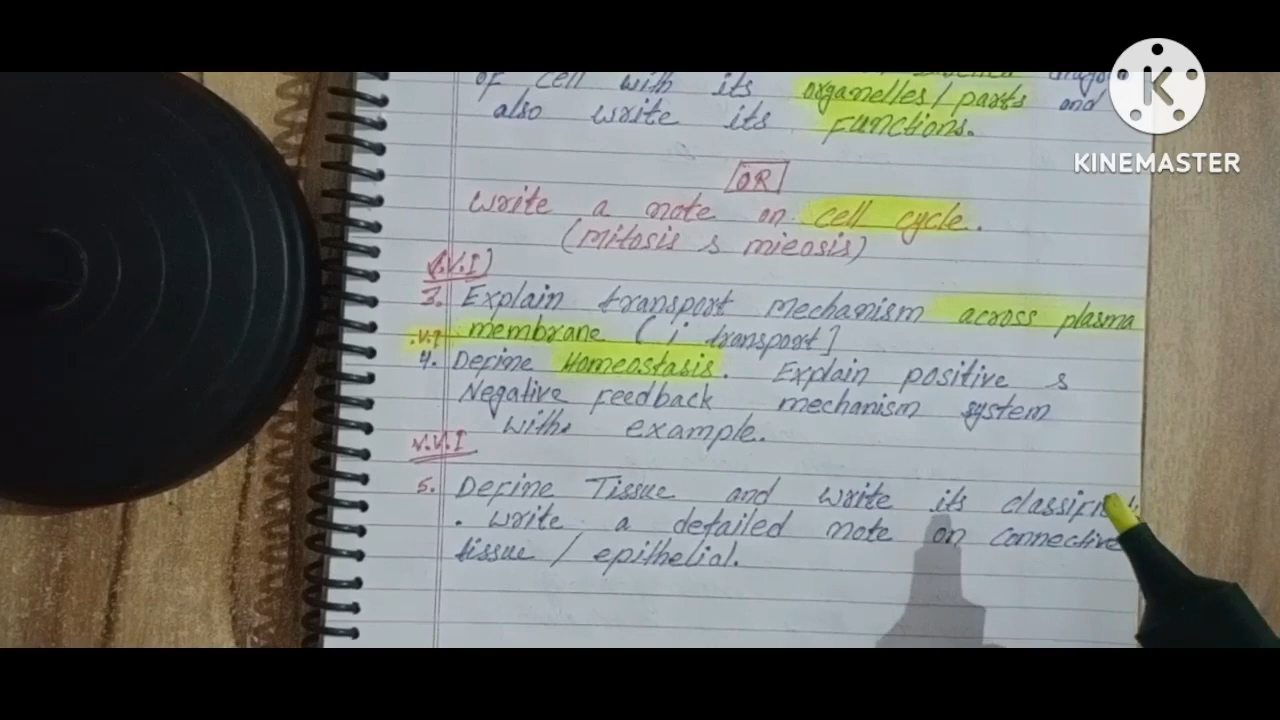 of cell with its organelles/parts and
also write its functions.
OR
Write a note on cell cycle.
(Mitosis & mieosis)
V.V.I)
3. Explain transport mechanism across plasma
V.I membrane ( transport]
4. Define Homeostasis. Explain positive &
Negative Feedback mechanism system
with example.
V.V.I
5. Define Tissue and write its
. Write a detailed note on connective
tissue / epithelial.
K
KINEMASTER